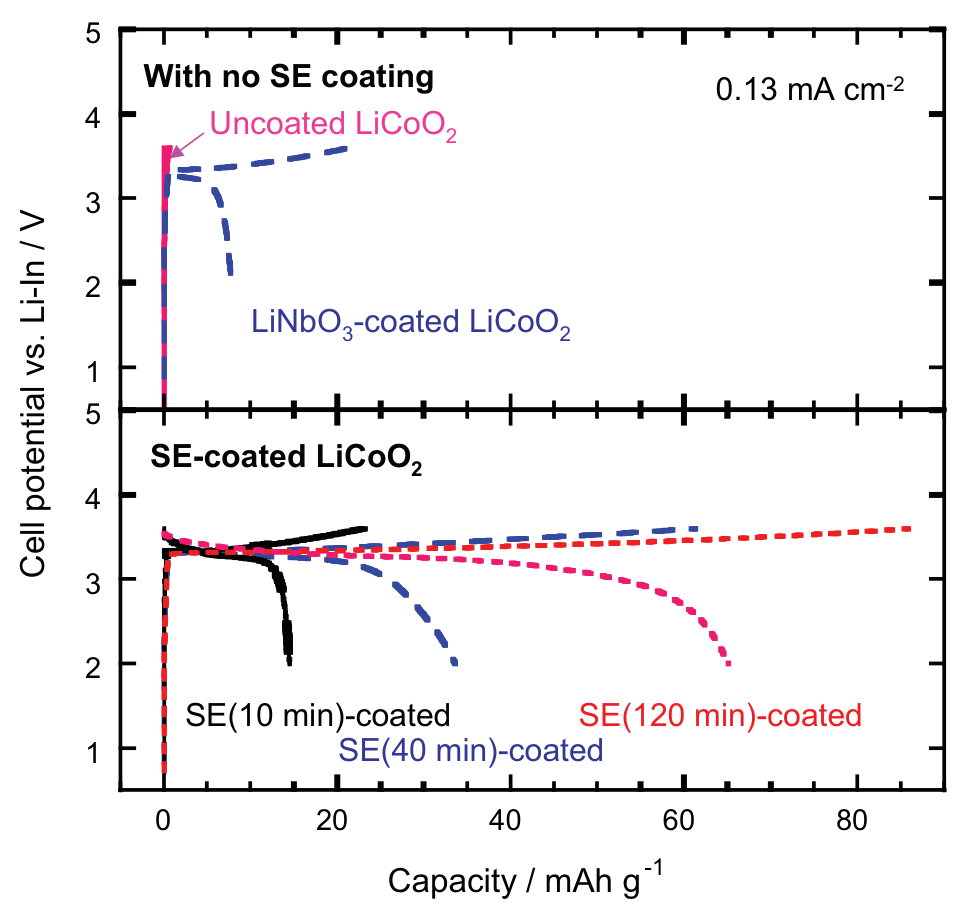 5
With no SE coating
0.13 mA cm-2
4
Uncoated LiCoO2
3
2
LiNbO3-coated LiCoO2
1
Cell potential vs. Li-In / V
5
SE-coated LiCoO2
4
3
2
SE(10 min)-coated
SE(120 min)-coated
SE(40 min)-coated
1
0 20 40 60 80
Capacity / mAh g-1